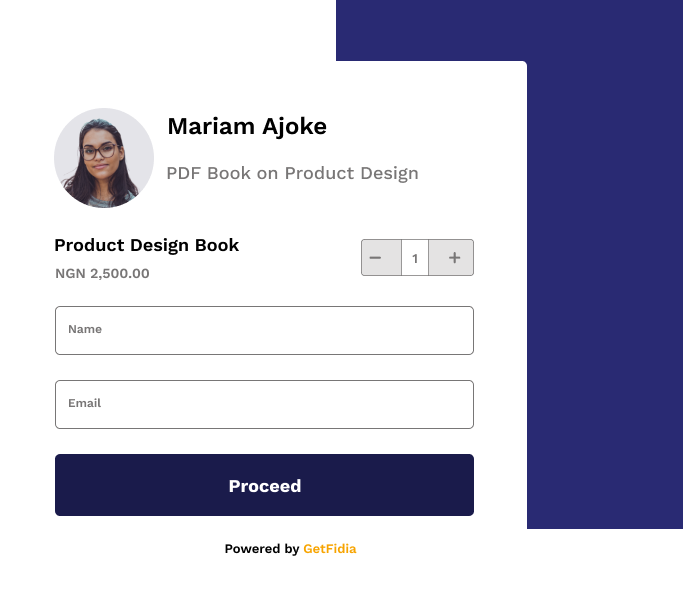 Mariam Ajoke
PDF Book on Product Design
Product Design Book
NGN 2,500.00
− 1 +
Name
Email
Proceed
Powered by GetFidia